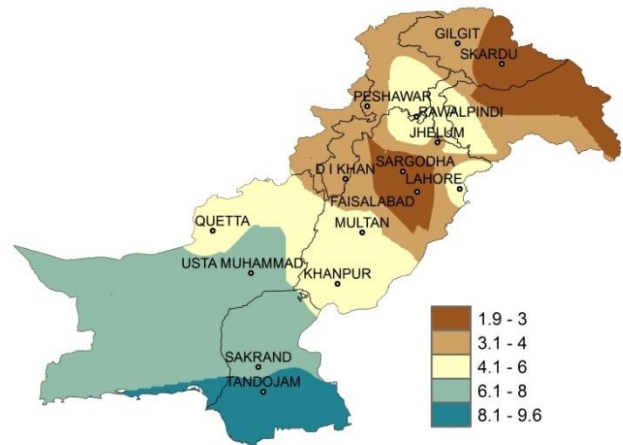 GILGIT
SKARDU
PESHAWAR
RAWALPINDI
JHELUM
SARGODHA
D I KHAN
LAHORE
FAISALABAD
QUETTA
MULTAN
USTA MUHAMMAD
KHANPUR
SAKRAND
TANDOJAM
1.9 - 3
3.1 - 4
4.1 - 6
6.1 - 8
8.1 - 9.6